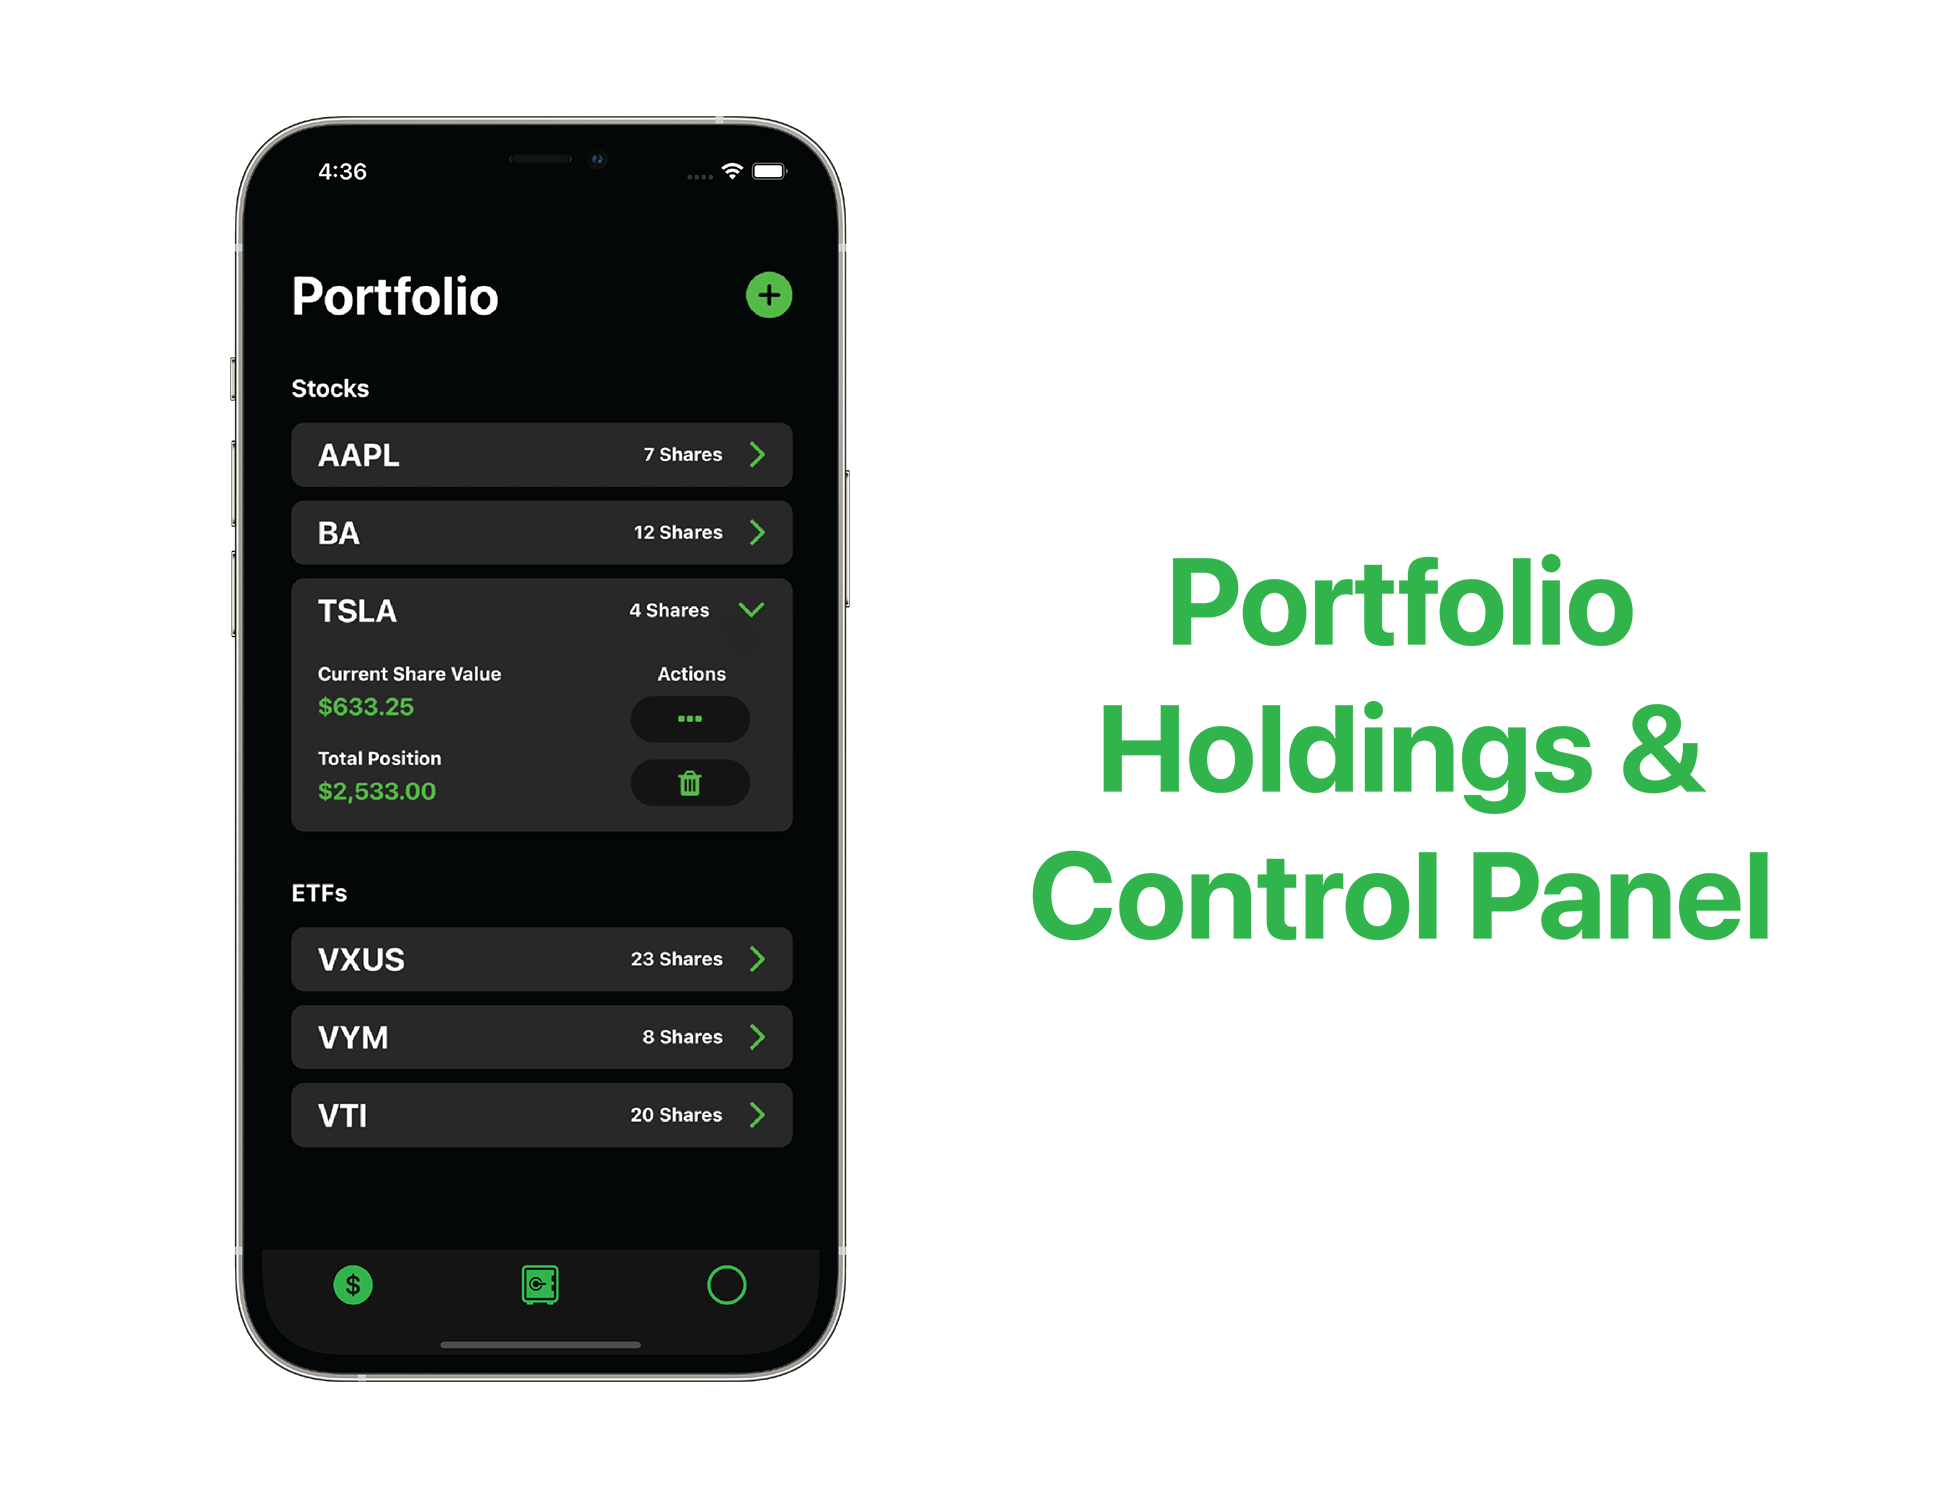 4:36
Portfolio
Stocks
AAPL 7 Shares
BA 12 Shares
TSLA 4 Shares
Current Share Value Actions
$633.25
Total Position
$2,533.00
ETFs
VXUS 23 Shares
VYM 8 Shares
VTI 20 Shares
$
Portfolio
Holdings &
Control Panel